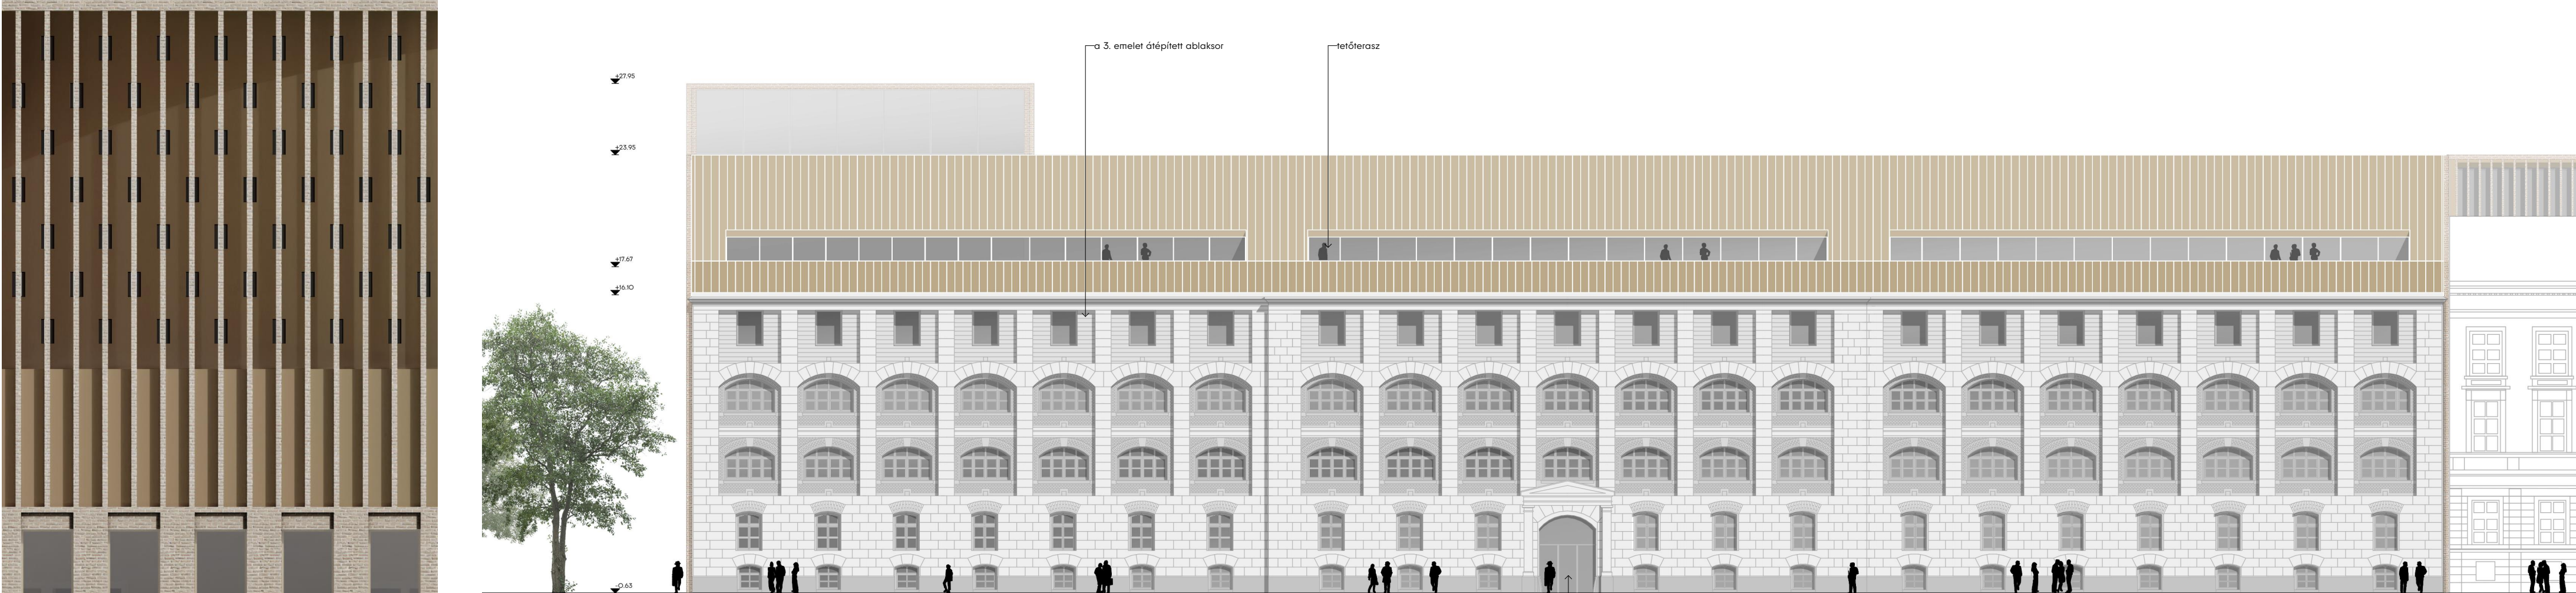 a 3. emelet átépített ablaksor
tetőterasz
+27.95
+23.95
+17.67
+16.10
-0.63